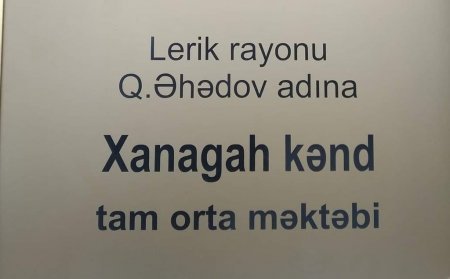 Lerik rayonu
Q.Əhədov adına
Xanagah kənd
tam orta məktəbi